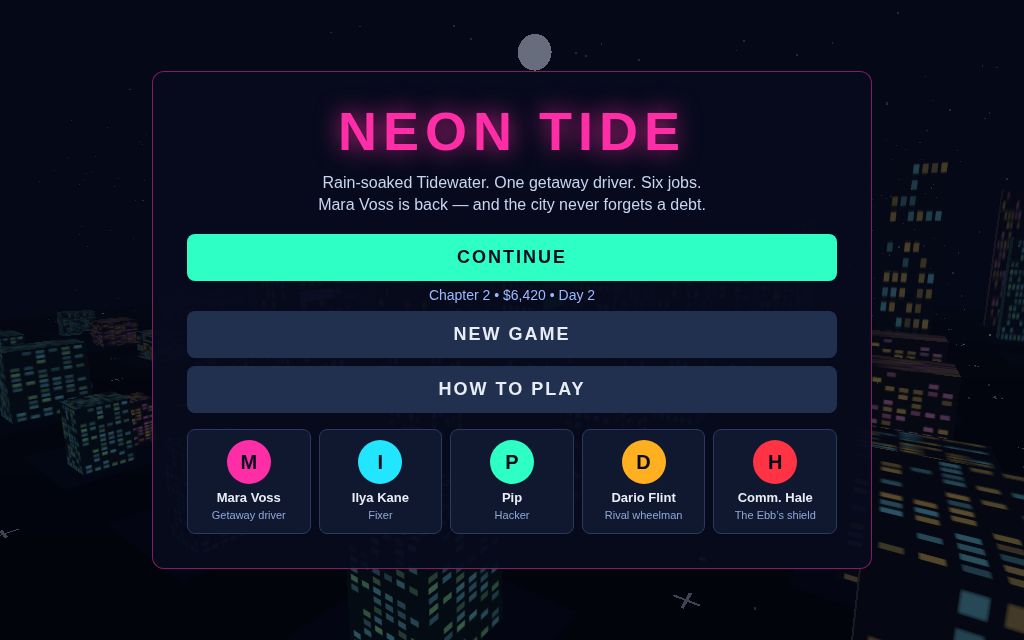 NEON TIDE
Rain-soaked Tidewater. One getaway driver. Six jobs.
Mara Voss is back — and the city never forgets a debt.
CONTINUE
Chapter 2 • $6,420 • Day 2
NEW GAME
HOW TO PLAY
M
Mara Voss
Getaway driver
I
Ilya Kane
Fixer
P
Pip
Hacker
D
Dario Flint
Rival wheelman
H
Comm. Hale
The Ebb's shield